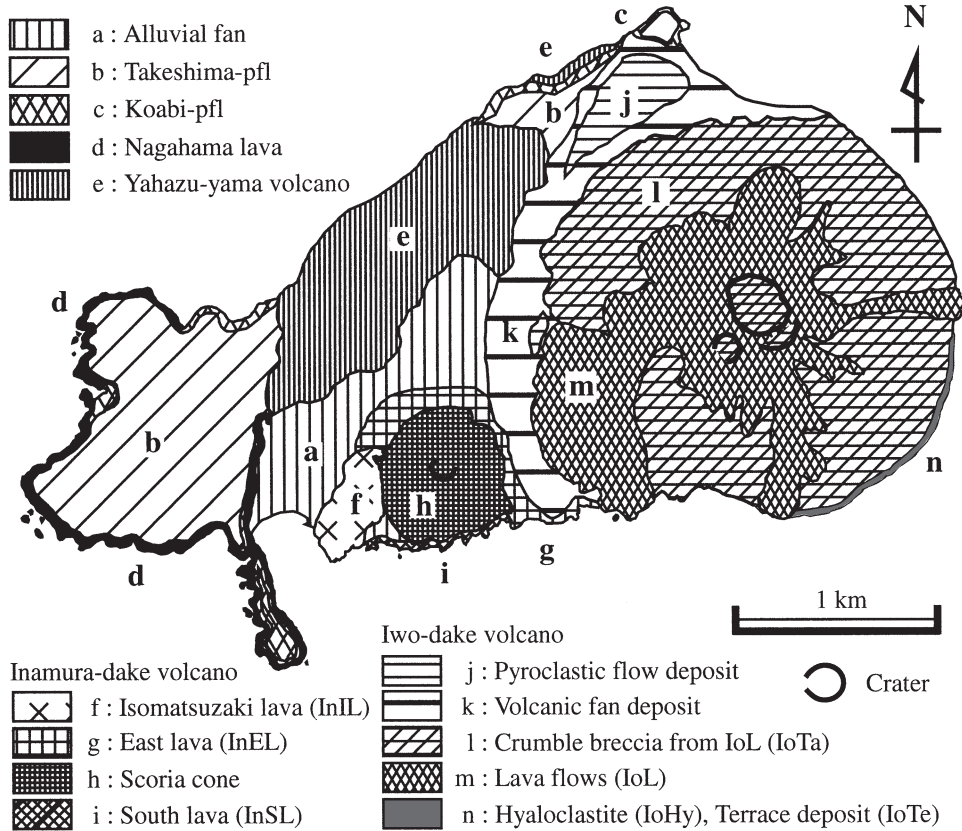 a : Alluvial fan
b : Takeshima-pfl
c : Koabi-pfl
d : Nagahama lava
e : Yahazu-yama volcano
c
N
e
b
j
l
e
d
k
m
b
a
n
f
h
g
d
i
1 km
Inamura-dake volcano
f : Isomatsuzaki lava (InIL)
g : East lava (InEL)
h : Scoria cone
i : South lava (InSL)
Iwo-dake volcano
j : Pyroclastic flow deposit
k : Volcanic fan deposit
l : Crumble breccia from IoL (IoTa)
m : Lava flows (IoL)
n : Hyaloclastite (IoHy), Terrace deposit (IoTe)
Crater